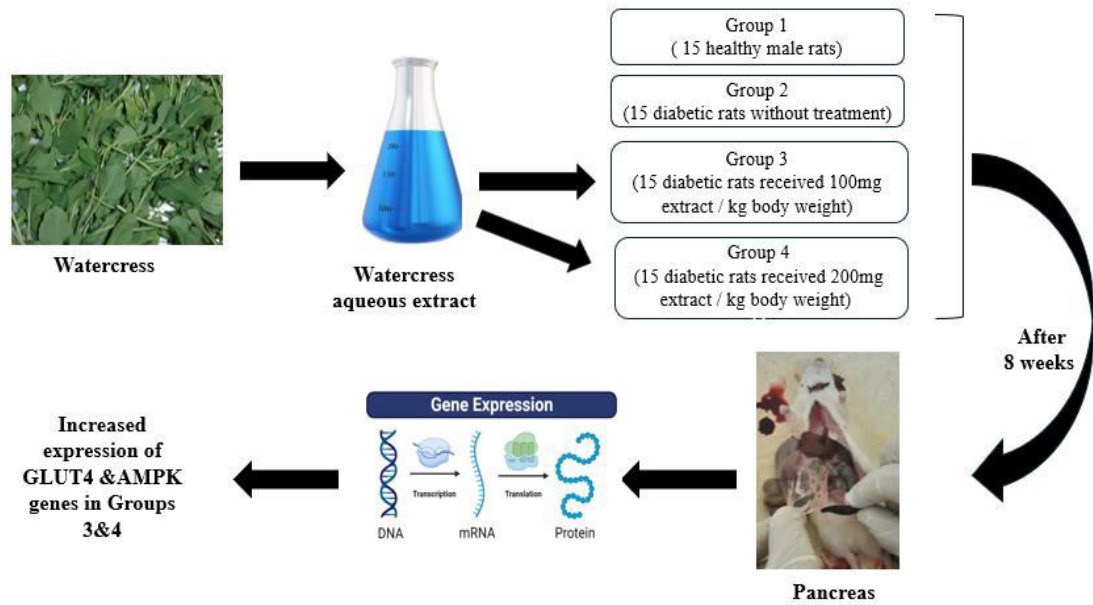 Group 1
( 15 healthy male rats)
Group 2
(15 diabetic rats without treatment)
Group 3
(15 diabetic rats received 100mg
extract / kg body weight)
Group 4
(15 diabetic rats received 200mg
extract / kg body weight)
Watercress
Watercress
aqueous extract
After
8 weeks
Pancreas
Gene Expression
Transcription
Translation
DNA
mRNA
Protein
Increased
expression of
GLUT4 &AMPK
genes in Groups
3&4